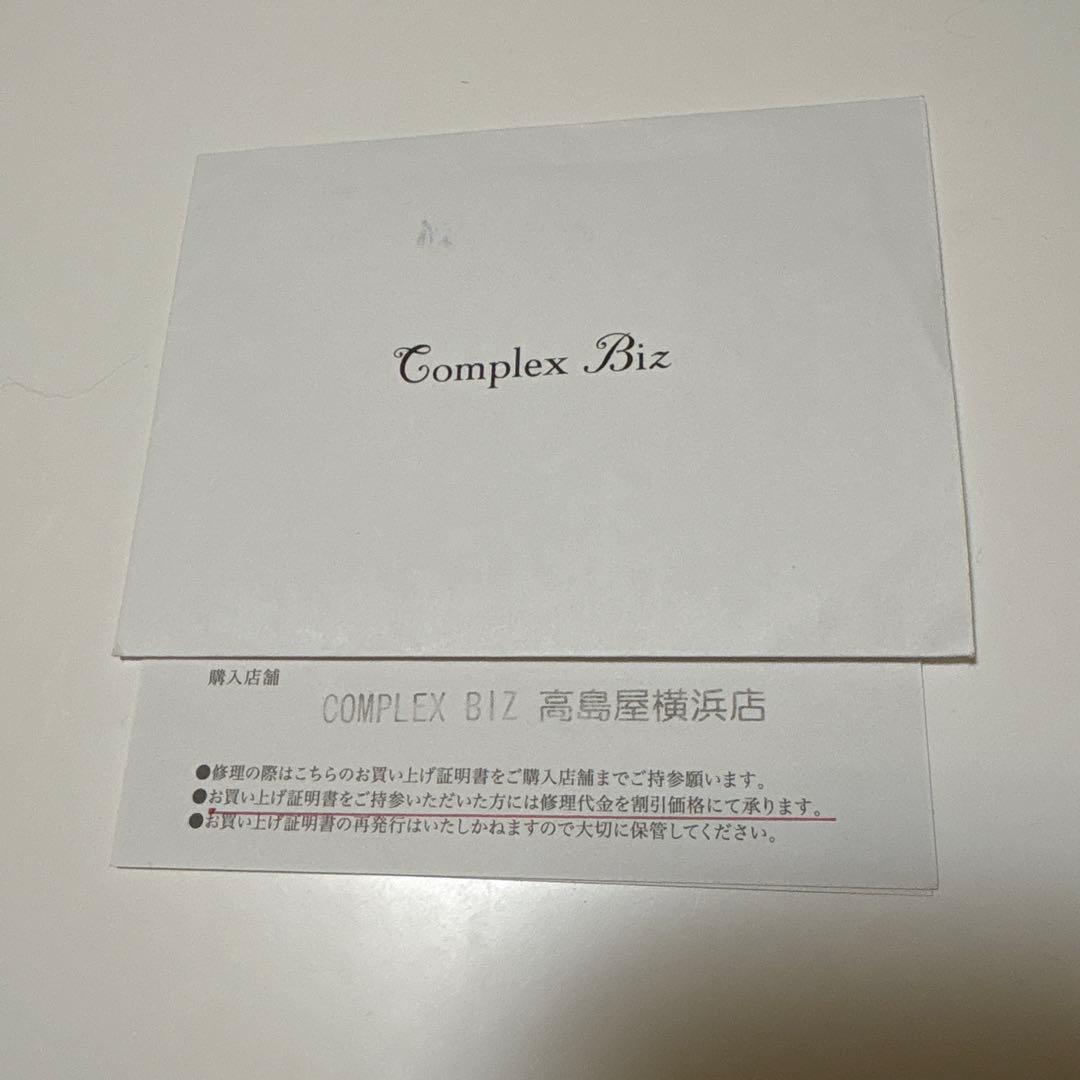 Complex Biz
購入店舗
COMPLEX BIZ 高島屋横浜店
●修理の際はこちらのお買い上げ証明書をご購入店舗までご持参願います。
●お買い上げ証明書をご持参いただいた方には修理代金を割引価格にて承ります。
●お買い上げ証明書の再発行はいたしかねますので大切に保管してください。